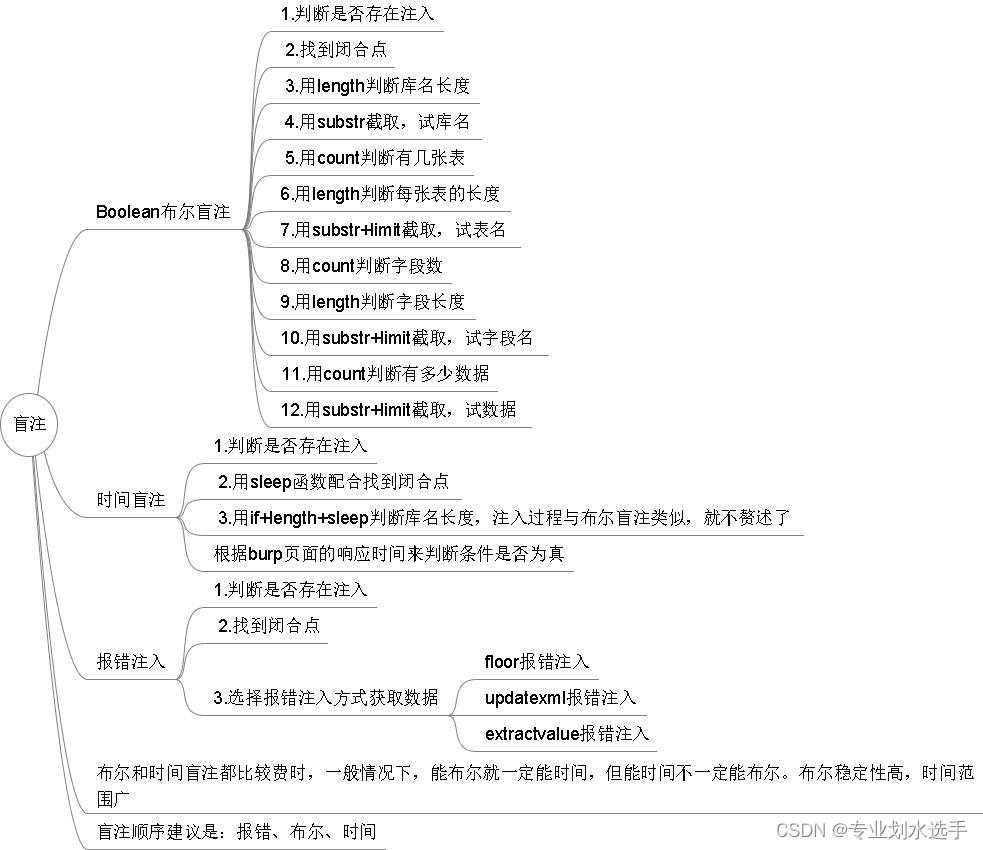 1.判断是否存在注入
2.找到闭合点
3.用length判断库名长度
4.用substr截取，试库名
5.用count判断有几张表
6.用length判断每张表的长度
7.用substr+limit截取，试表名
8.用count判断字段数
9.用length判断字段长度
10.用substr+limit截取，试字段名
11.用count判断有多少数据
12.用substr+limit截取，试数据
Boolean布尔盲注
盲注
1.判断是否存在注入
2.用sleep函数配合找到闭合点
3.用if+length+sleep判断库名长度，注入过程与布尔盲注类似，就不赘述了
根据burp页面的响应时间来判断条件是否为真
时间盲注
1.判断是否存在注入
2.找到闭合点
3.选择报错注入方式获取数据
报错注入
floor报错注入
updatexml报错注入
extractvalue报错注入
布尔和时间盲注都比较费时，一般情况下，能布尔就一定能时间，但能时间不一定能布尔。布尔稳定性高，时间范
围广
盲注顺序建议是：报错、布尔、时间
CSDN @专业划水选手